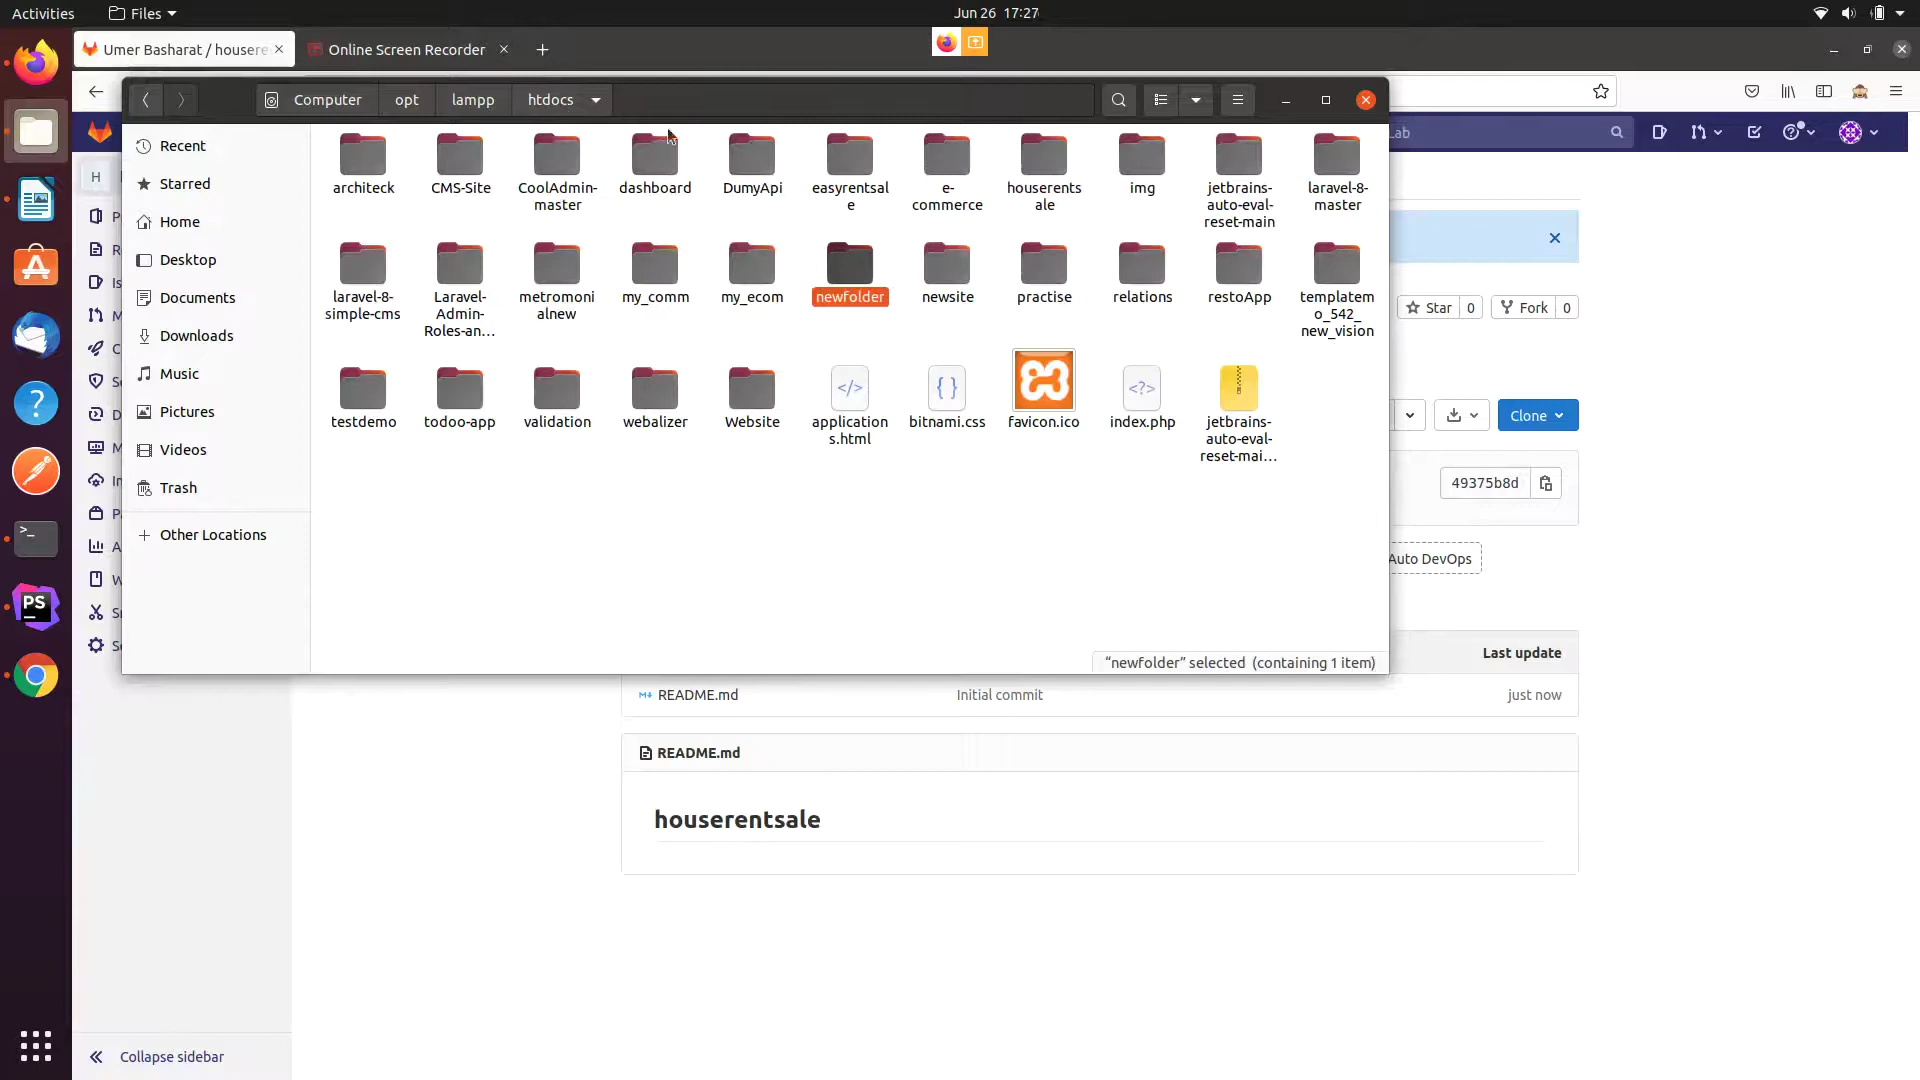 Activities
Files
Jun 26 17:27
Umer Basharat / housere
Online Screen Recorder
Computer
opt
lampp
htdocs
Lab
H
Recent
Starred
Home
Desktop
Documents
Downloads
Music
Pictures
Videos
Trash
Other Locations
architeck
CMS-Site
CoolAdmin-
master
dashboard
DumyApi
easyrentsal
e
e-
commerce
houserents
ale
img
jetbrains-
auto-eval-
reset-main
laravel-8-
master
laravel-8-
simple-cms
Laravel-
Admin-
Roles-an...
metromoni
alnew
my_comm
my_ecom
newfolder
newsite
practise
relations
restoApp
templatem
o_542_
new_vision
testdemo
todoo-app
validation
webalizer
Website
application
s.html
bitnami.css
favicon.ico
index.php
jetbrains-
auto-eval-
reset-mai...
"newfolder" selected (containing 1 item)
Star 0
Fork 0
Clone
49375b8d
Auto DevOps
Last update
README.md
Initial commit
just now
README.md
houserentsale
PS
Collapse sidebar